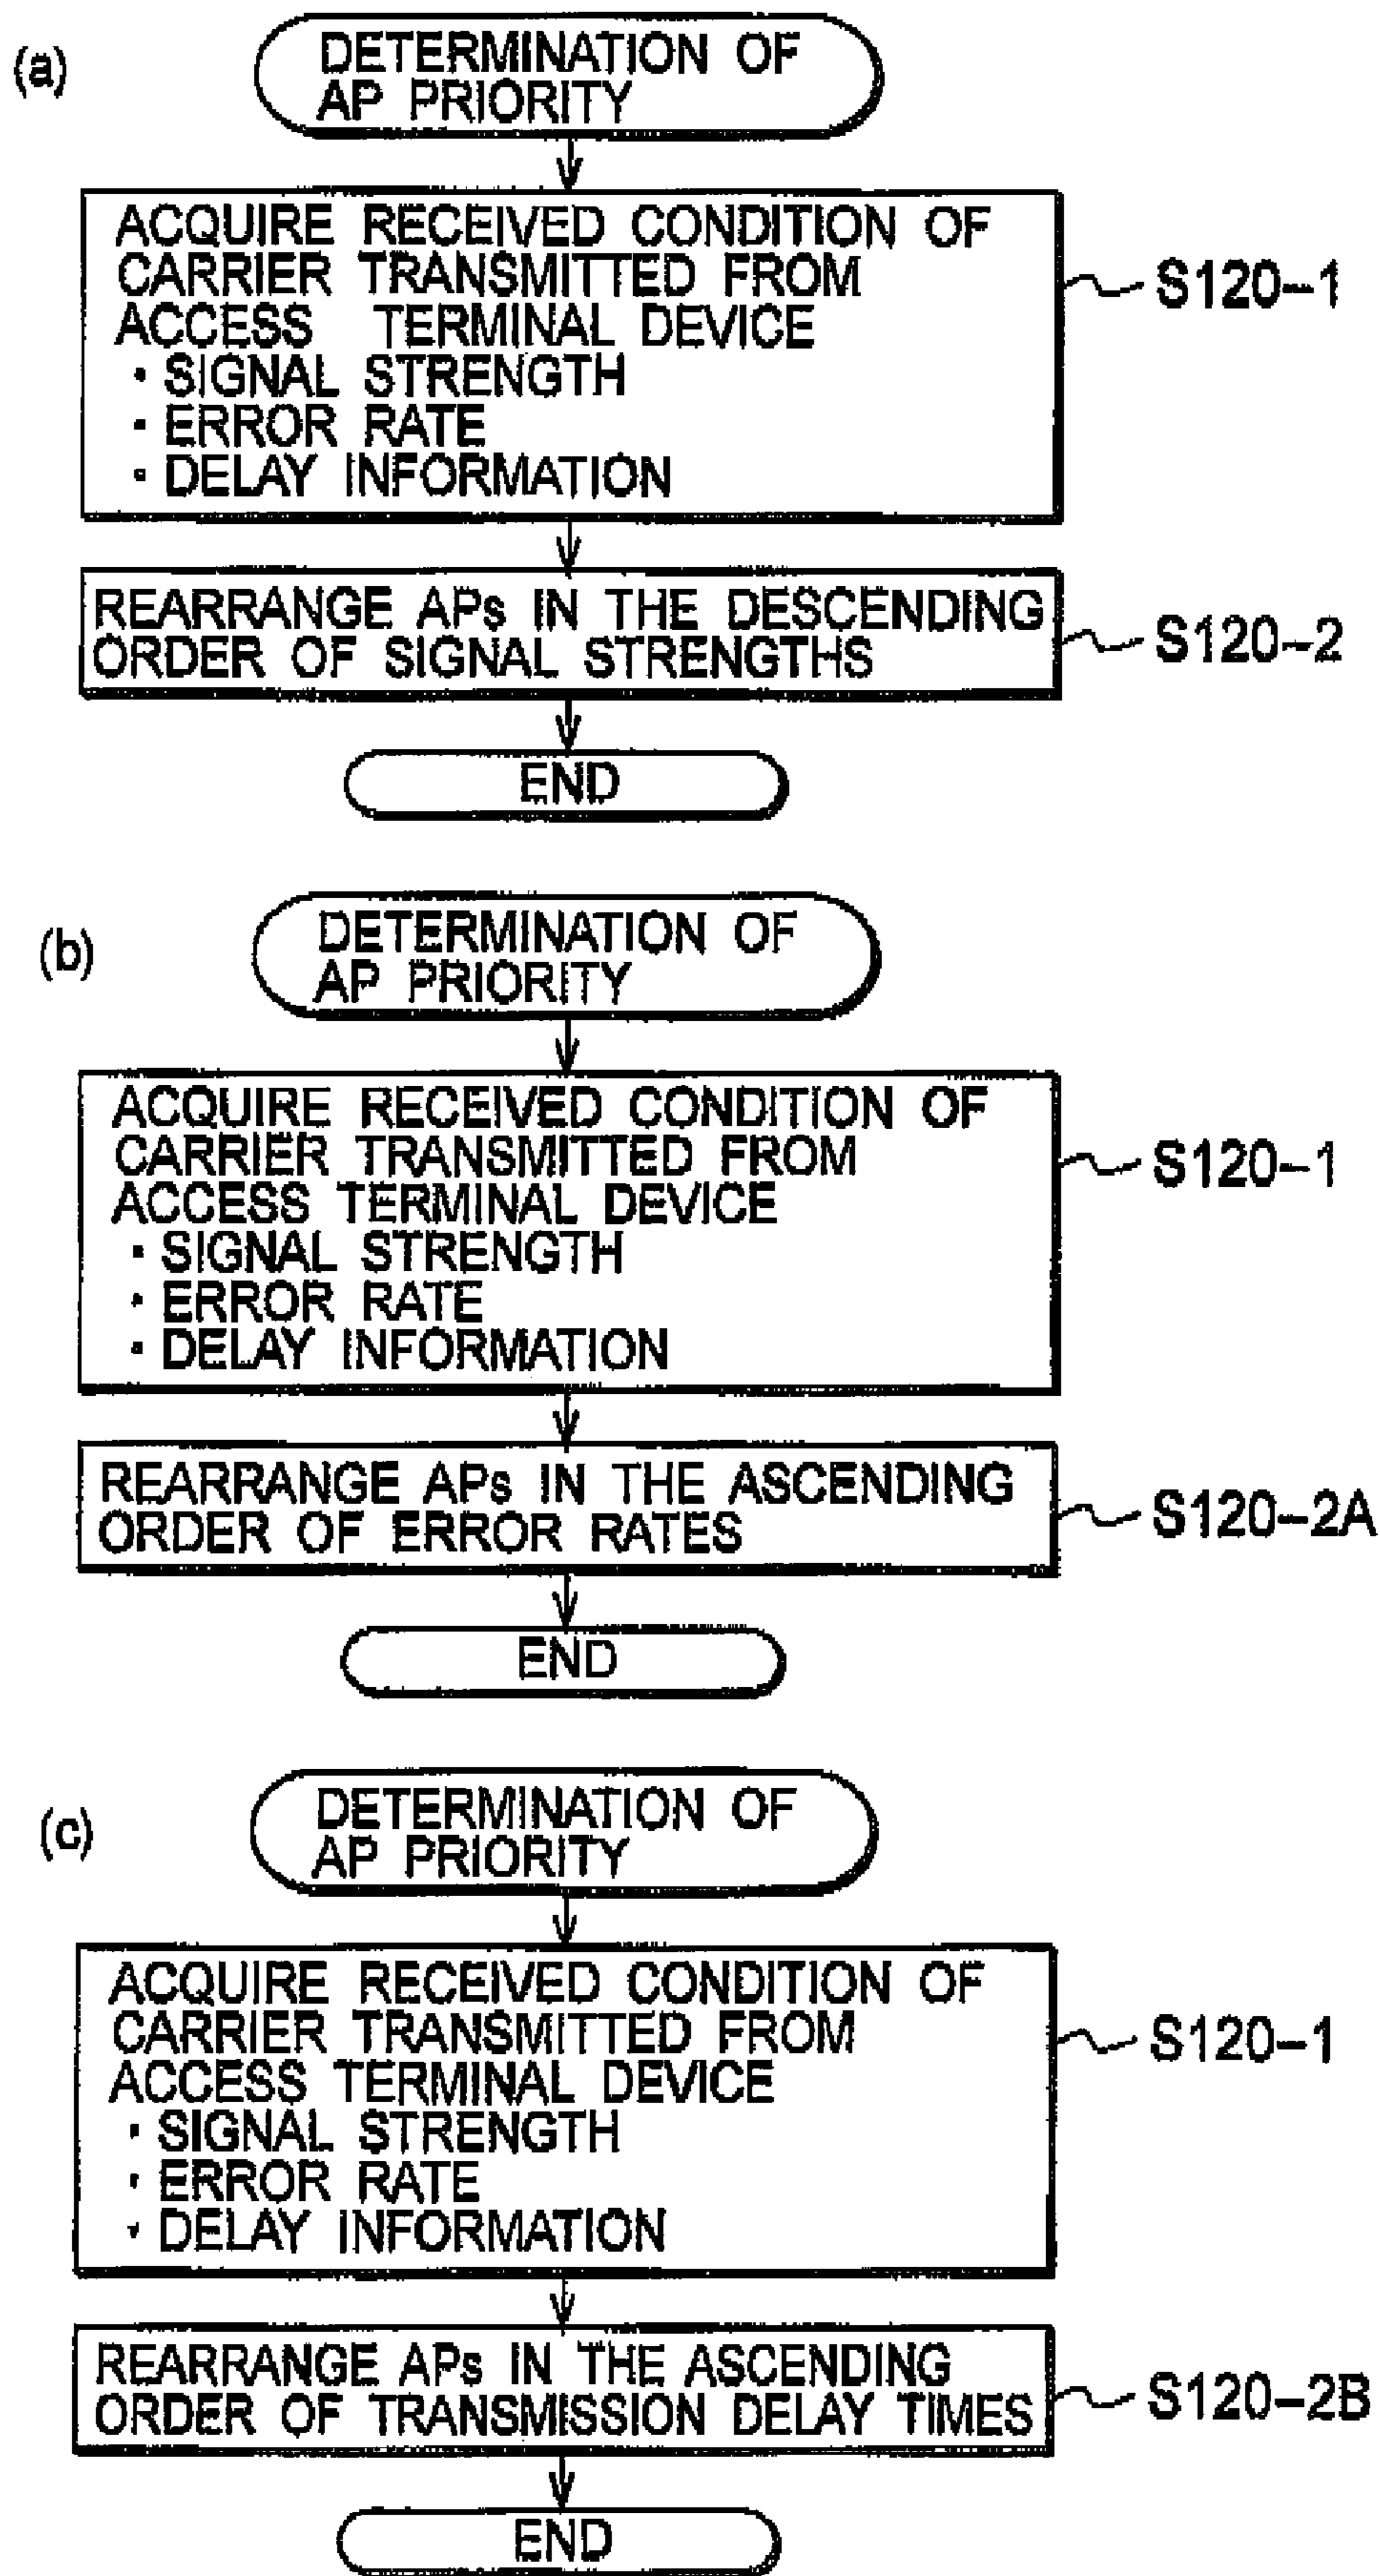 (a)
DETERMINATION OF
AP PRIORITY
ACQUIRE RECEIVED CONDITION OF
CARRIER TRANSMITTED FROM
ACCESS TERMINAL DEVICE
・SIGNAL STRENGTH
・ERROR RATE
・DELAY INFORMATION
S120-1
REARRANGE APs IN THE DESCENDING
ORDER OF SIGNAL STRENGTHS
S120-2
END
(b)
DETERMINATION OF
AP PRIORITY
ACQUIRE RECEIVED CONDITION OF
CARRIER TRANSMITTED FROM
ACCESS TERMINAL DEVICE
・SIGNAL STRENGTH
・ERROR RATE
・DELAY INFORMATION
S120-1
REARRANGE APs IN THE ASCENDING
ORDER OF ERROR RATES
S120-2A
END
(c)
DETERMINATION OF
AP PRIORITY
ACQUIRE RECEIVED CONDITION OF
CARRIER TRANSMITTED FROM
ACCESS TERMINAL DEVICE
・SIGNAL STRENGTH
・ERROR RATE
・DELAY INFORMATION
S120-1
REARRANGE APs IN THE ASCENDING
ORDER OF TRANSMISSION DELAY TIMES
S120-2B
END